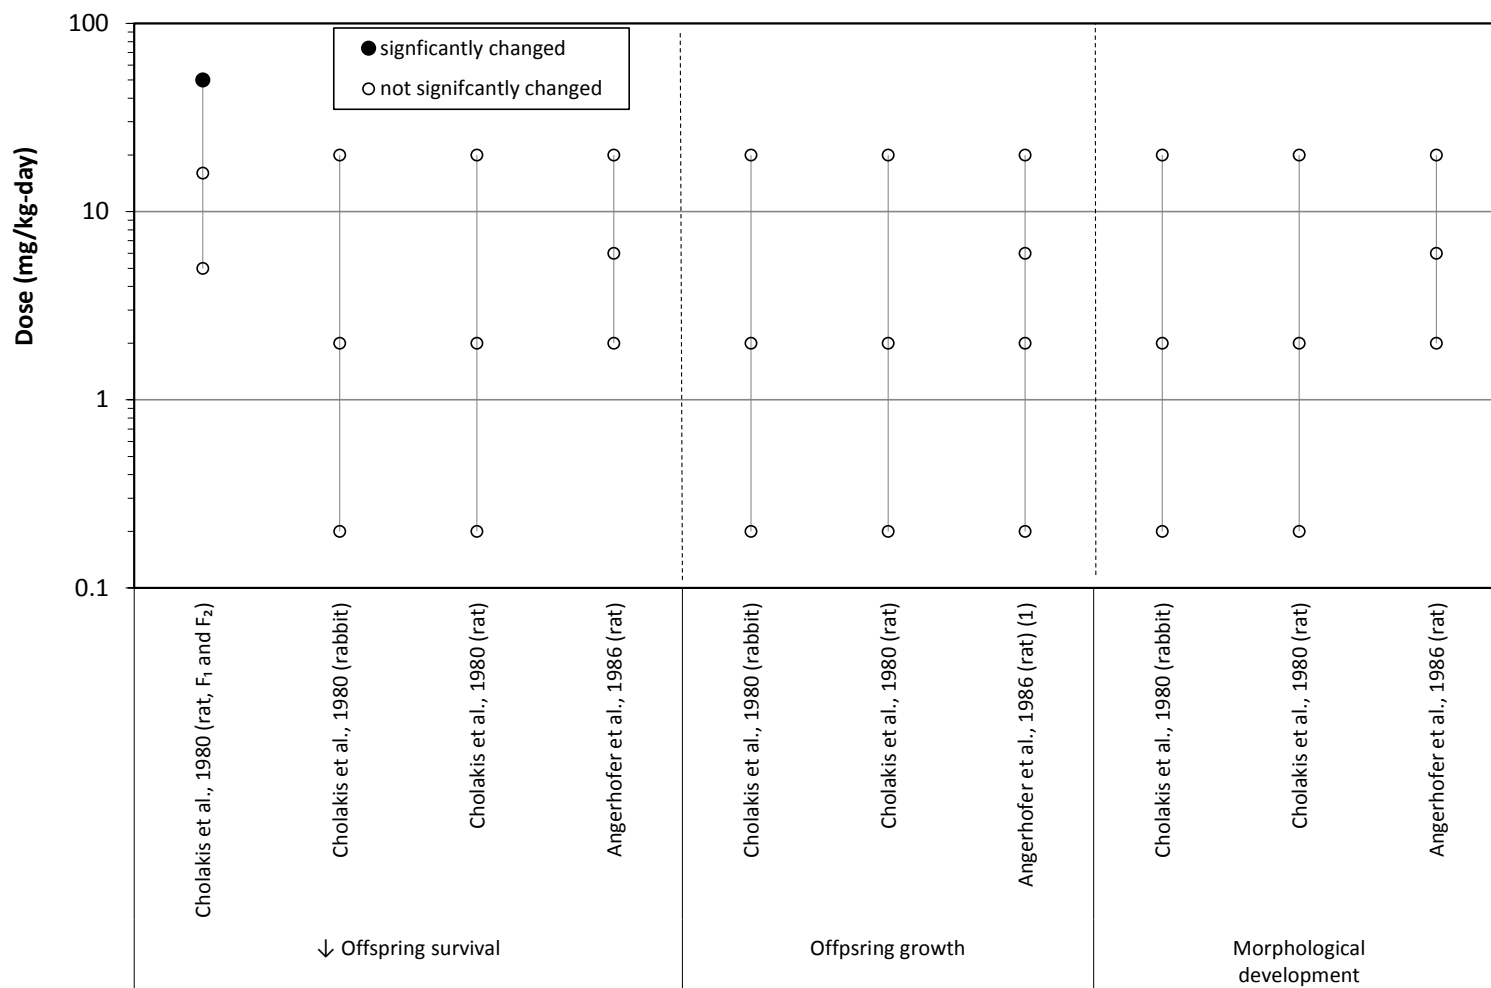 100
10
1
0.1
Dose (mg/kg-day)
signficantly changed
not signifcantly changed
Cholakis et al., 1980 (rat, F₁ and F₂)
Cholakis et al., 1980 (rabbit)
Cholakis et al., 1980 (rat)
Angerhofer et al., 1986 (rat)
Cholakis et al., 1980 (rabbit)
Cholakis et al., 1980 (rat)
Angerhofer et al., 1986 (rat) (1)
Cholakis et al., 1980 (rabbit)
Cholakis et al., 1980 (rat)
Angerhofer et al., 1986 (rat)
↓ Offspring survival
Offpsring growth
Morphological
development